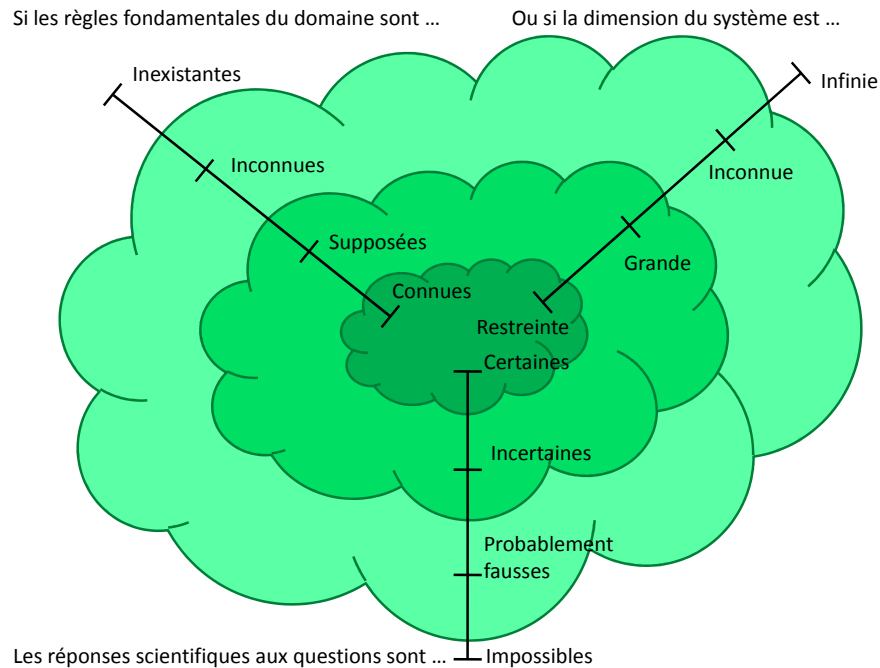 Si les règles fondamentales du domaine sont ...
Ou si la dimension du système est ...
Inexistantes
Infinie
Inconnues
Inconnue
Supposées
Grande
Connues
Restreinte
Certaines
Incertaines
Probablement
fausses
Les réponses scientifiques aux questions sont ...
Impossibles